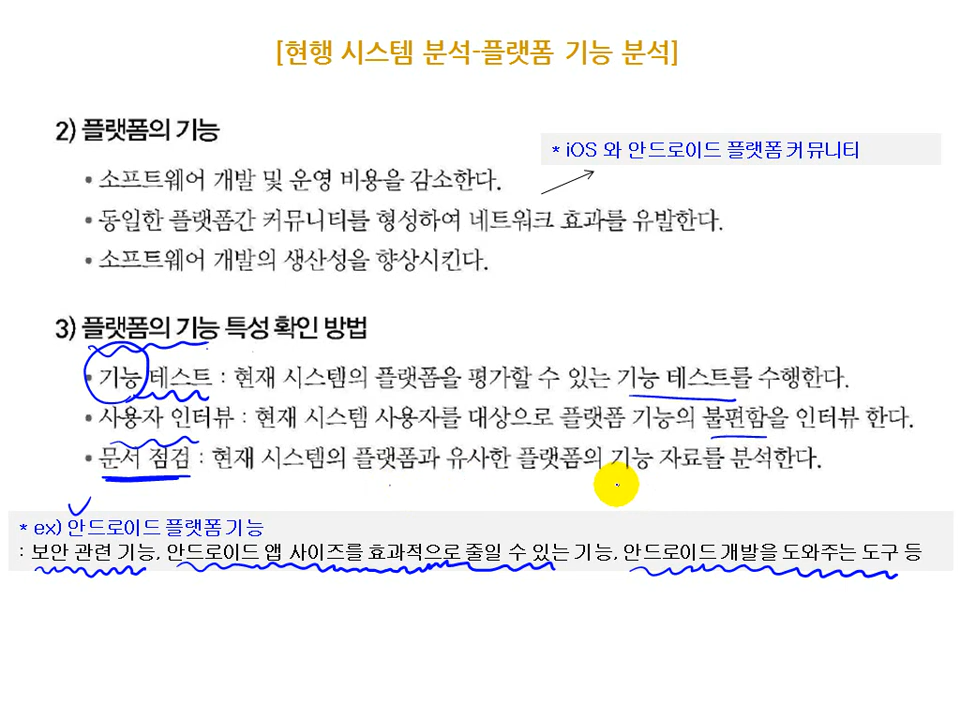 [현행 시스템 분석-플랫폼 기능 분석]
2) 플랫폼의 기능
* iOS 와 안드로이드 플랫폼 커뮤니티
• 소프트웨어 개발 및 운영 비용을 감소한다.
• 동일한 플랫폼간 커뮤니티를 형성하여 네트워크 효과를 유발한다.
• 소프트웨어 개발의 생산성을 향상시킨다.
3) 플랫폼의 기능 특성 확인 방법
• 기능 테스트 : 현재 시스템의 플랫폼을 평가할 수 있는 기능 테스트를 수행한다.
• 사용자 인터뷰 : 현재 시스템 사용자를 대상으로 플랫폼 기능의 불편함을 인터뷰 한다.
• 문서 점검 : 현재 시스템의 플랫폼과 유사한 플랫폼의 기능 자료를 분석한다.
* ex) 안드로이드 플랫폼 기능
: 보안 관련 기능, 안드로이드 앱 사이즈를 효과적으로 줄일 수 있는 기능, 안드로이드 개발을 도와주는 도구 등